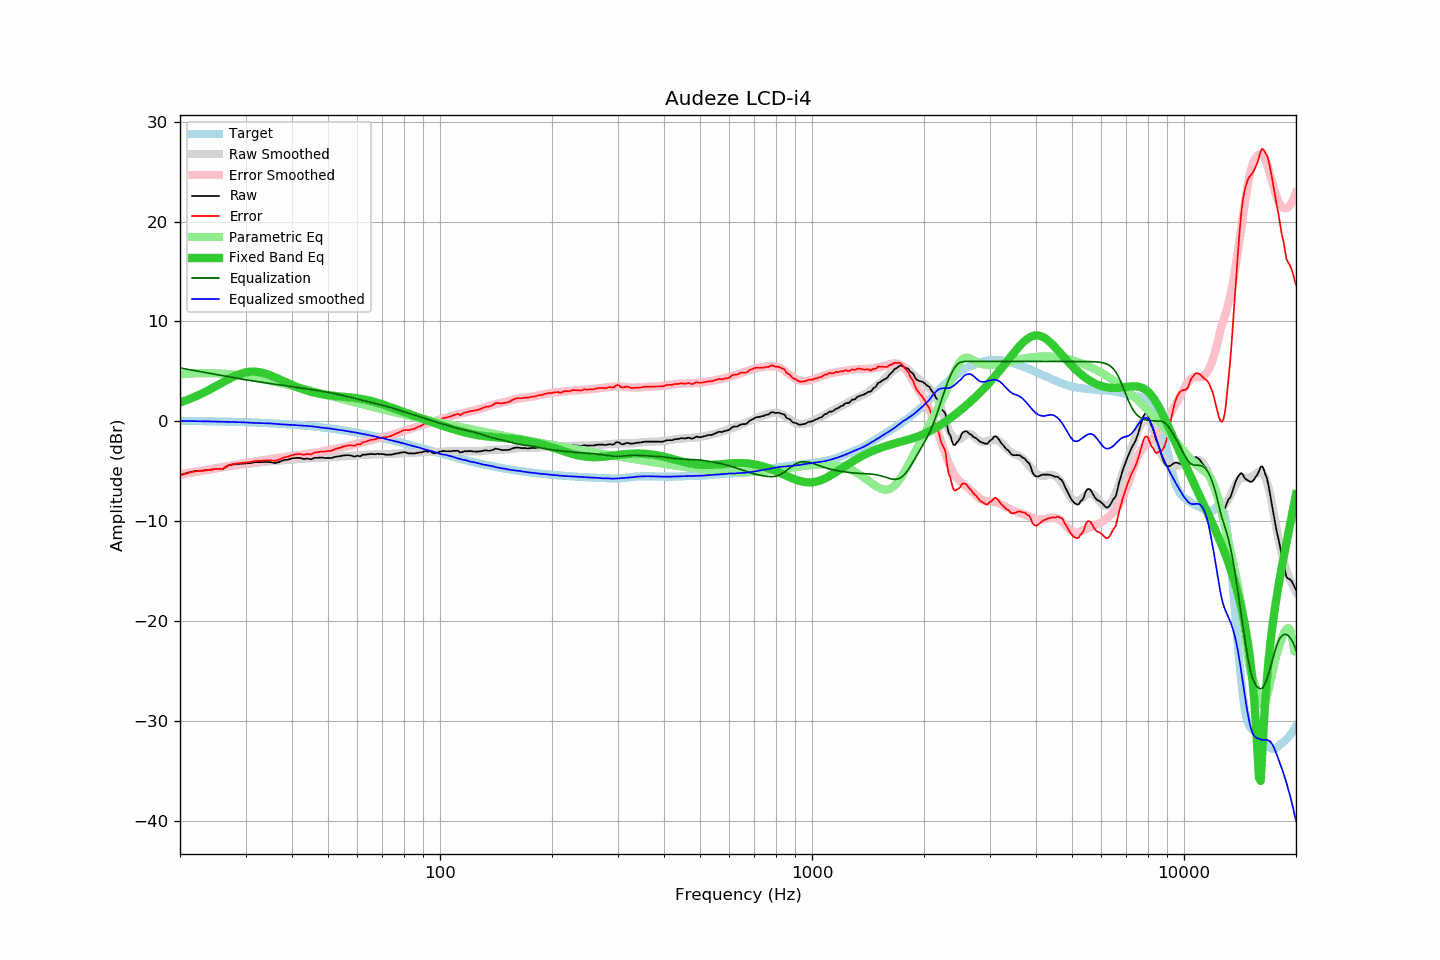 Audeze LCD-i4
30
20
10
0
−10
−20
−30
−40
Amplitude (dBr)
Target
Raw Smoothed
Error Smoothed
Raw
Error
Parametric Eq
Fixed Band Eq
Equalization
Equalized smoothed
100
1000
10000
Frequency (Hz)